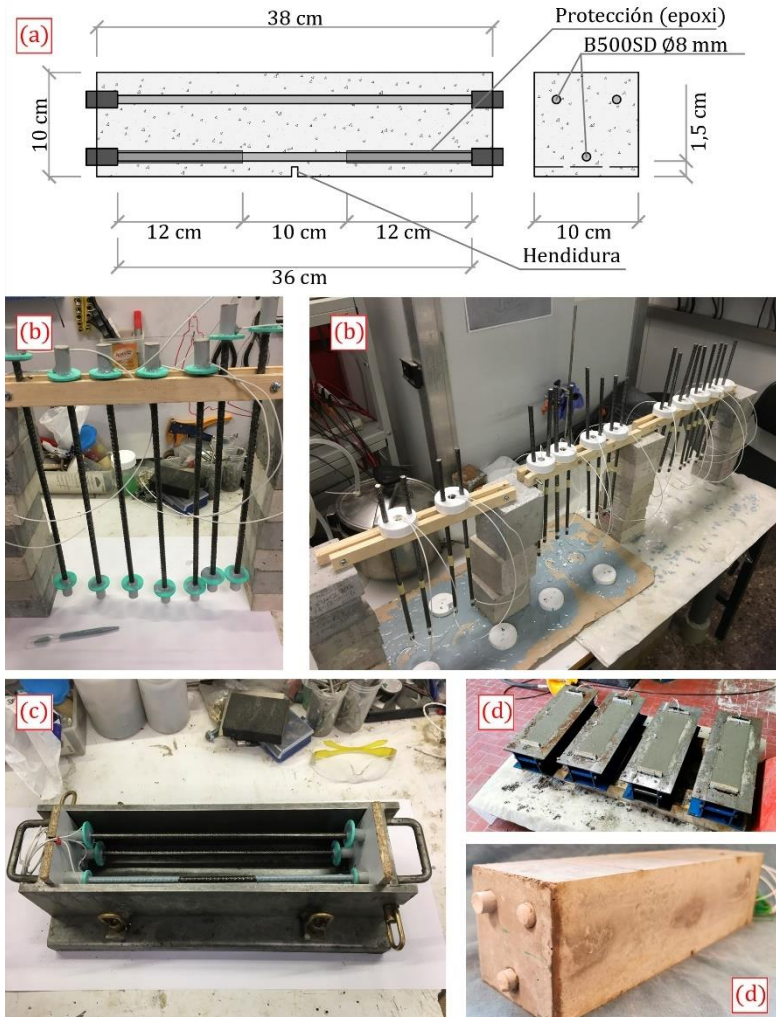 (a)
38 cm
Protección (epoxi)
B500SD Ø8 mm
10 cm
1,5 cm
12 cm
10 cm
12 cm
10 cm
36 cm
Hendidura
(b)
(b)
(c)
(d)
(d)